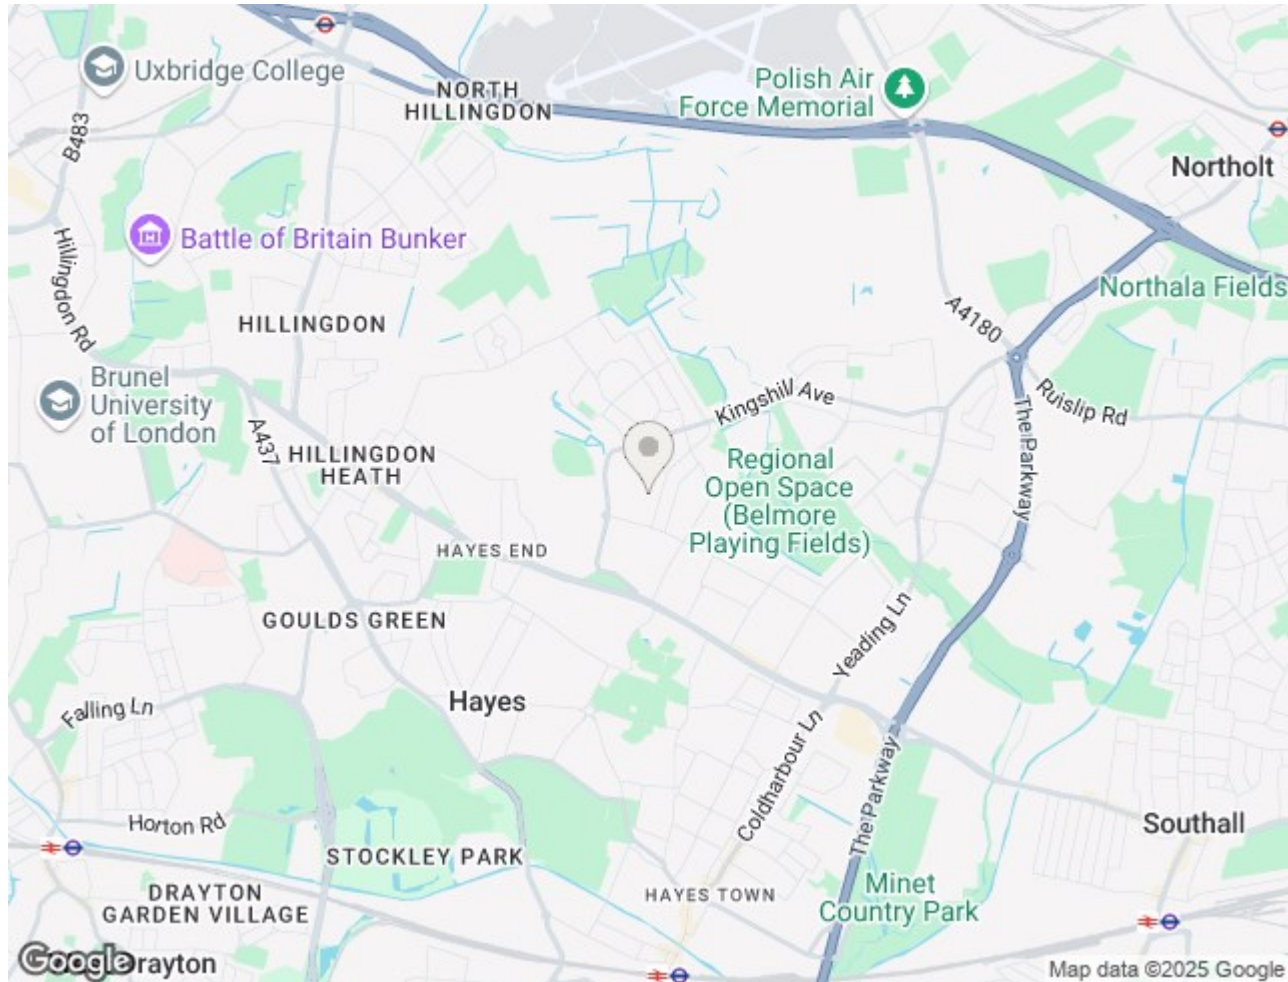 Uxbridge College
NORTH
HILLINGDON
Polish Air
Force Memorial
B483
Northolt
Battle of Britain Bunker
Hillingdon Rd
HILLINGDON
Northala Fields
A4180
Brunel
University
of London
A437
Kingshill Ave
Ruislip Rd
The Parkway
HILLINGDON
HEATH
Regional
Open Space
(Belmore
Playing Fields)
HAYES END
GOULDS GREEN
Yeading Ln
Falling Ln
Hayes
Coldharbour Ln
The Parkway
Horton Rd
Southall
STOCKLEY PARK
DRAYTON
GARDEN VILLAGE
HAYES TOWN
Minet
Country Park
Google
Drayton
Map data ©2025 Google